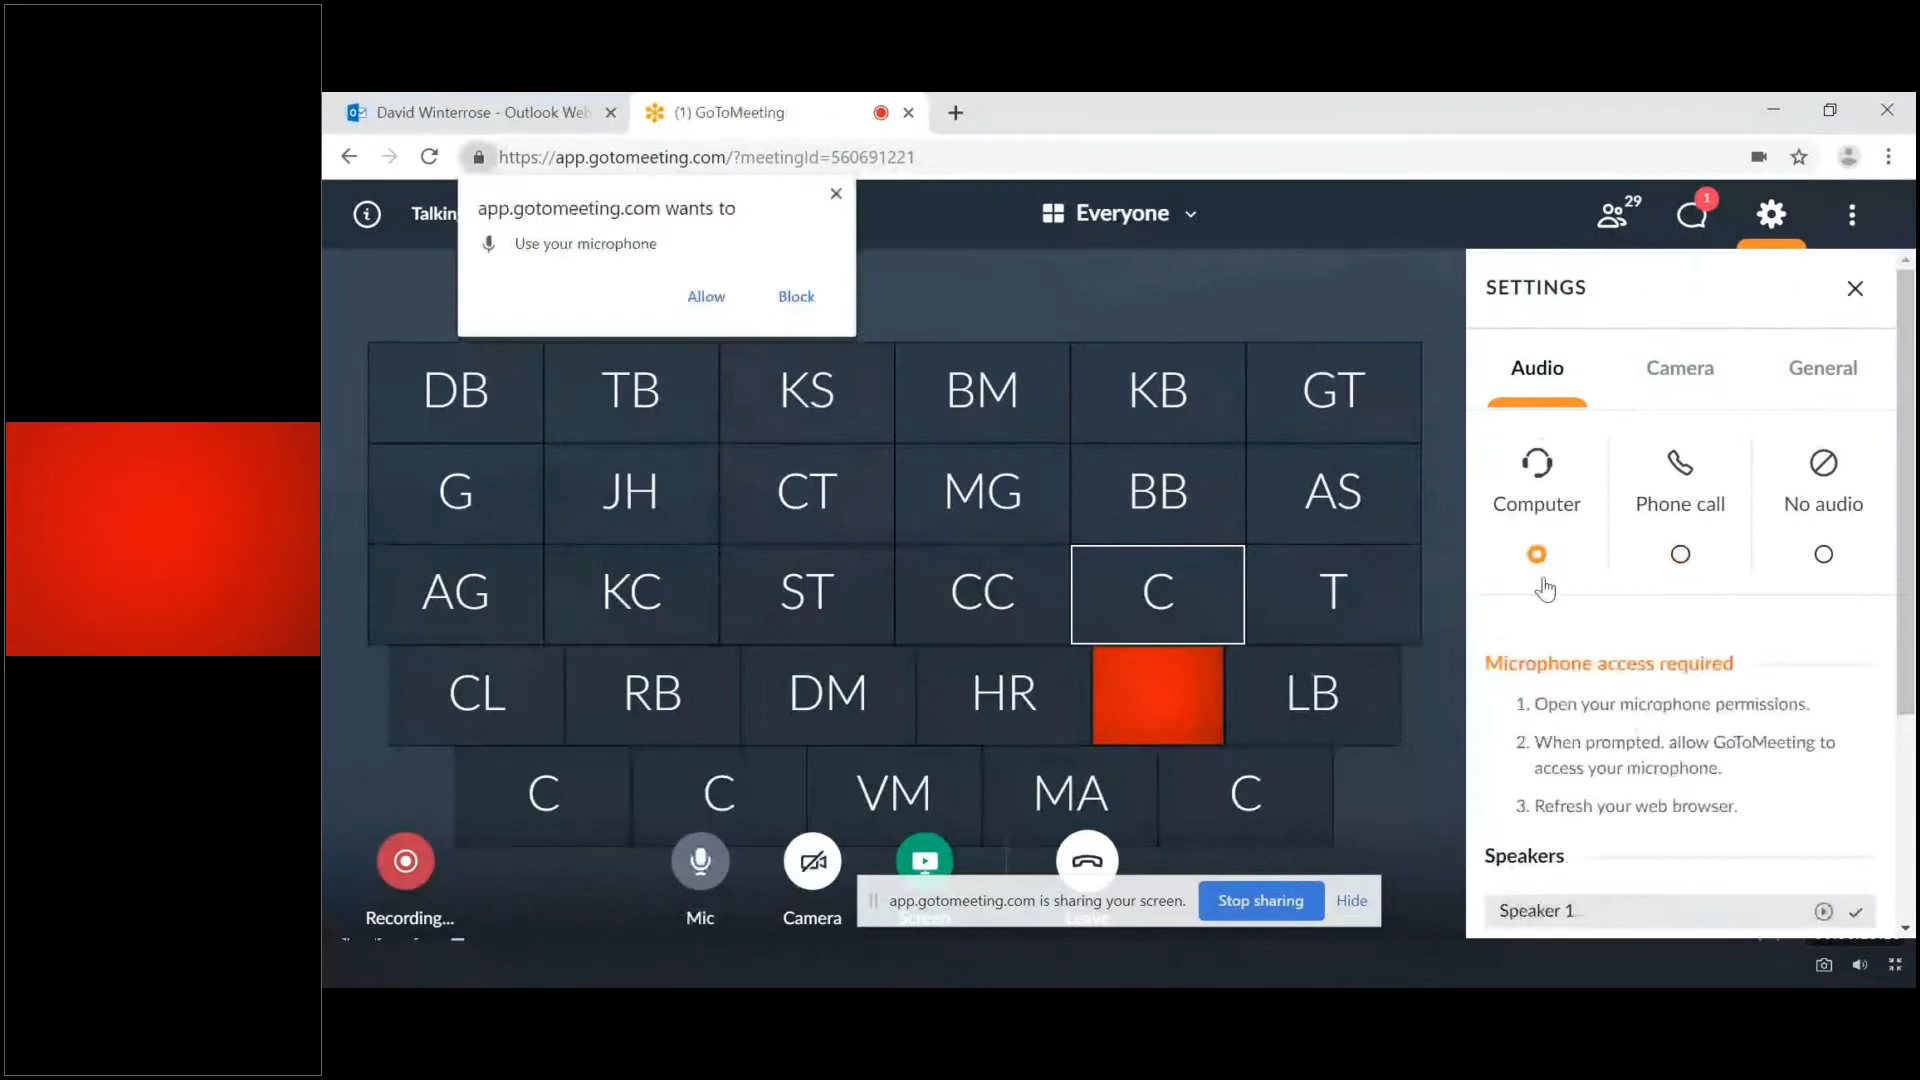 David Winterrose - Outlook Web
(1) GoToMeeting
https://app.gotomeeting.com/?meetingId=560691221
app.gotomeeting.com wants to
Use your microphone
Allow
Block
Talkin
Everyone
29
1
SETTINGS
Audio
Camera
General
Computer
Phone call
No audio
DB
TB
KS
BM
KB
GT
G
JH
CT
MG
BB
AS
AG
KC
ST
CC
C
T
CL
RB
DM
HR
LB
C
C
VM
MA
C
Microphone access required
1. Open your microphone permissions.
2. When prompted, allow GoToMeeting to
access your microphone.
3. Refresh your web browser.
Speakers
Speaker 1
Recording...
Mic
Camera
Screen
Leave
app.gotomeeting.com is sharing your screen.
Stop sharing
Hide